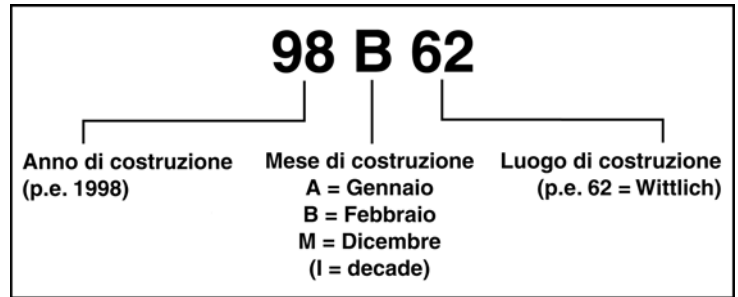 98 B 62
Anno di costruzione
(p.e. 1998)
Mese di costruzione
A = Gennaio
B = Febbraio
M = Dicembre
(I = decade)
Luogo di costruzione
(p.e. 62 = Wittlich)